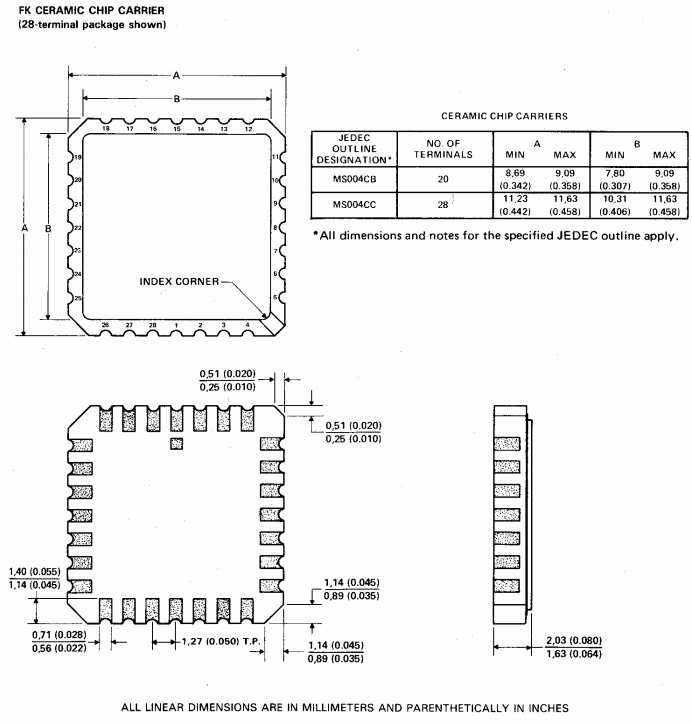 FK CERAMIC CHIP CARRIER
(28-terminal package shown)
A
B
18 17 16 15 14 13 12
19 11
20 10
21 9
A B 22 8
23 7
24 6
25 5
INDEX CORNER
26 27 28 1 2 3 4
CERAMIC CHIP CARRIERS
JEDEC OUTLINE DESIGNATION* NO. OF TERMINALS A B
MIN MAX MIN MAX
MS004CB 20 8,69 (0.342) 9,09 (0.358) 7,80 (0.307) 9,09 (0.358)
MS004CC 28 11,23 (0.442) 11,63 (0.458) 10,31 (0.406) 11,63 (0.458)
*All dimensions and notes for the specified JEDEC outline apply.
0,51 (0.020)
0,25 (0.010)
0,51 (0.020)
0,25 (0.010)
1,40 (0.055)
1,14 (0.045)
1,14 (0.045)
0,89 (0.035)
0,71 (0.028)
0,56 (0.022)
1,27 (0.050) T.P.
1,14 (0.045)
0,89 (0.035)
2,03 (0.080)
1,63 (0.064)
ALL LINEAR DIMENSIONS ARE IN MILLIMETERS AND PARENTHETICALLY IN INCHES